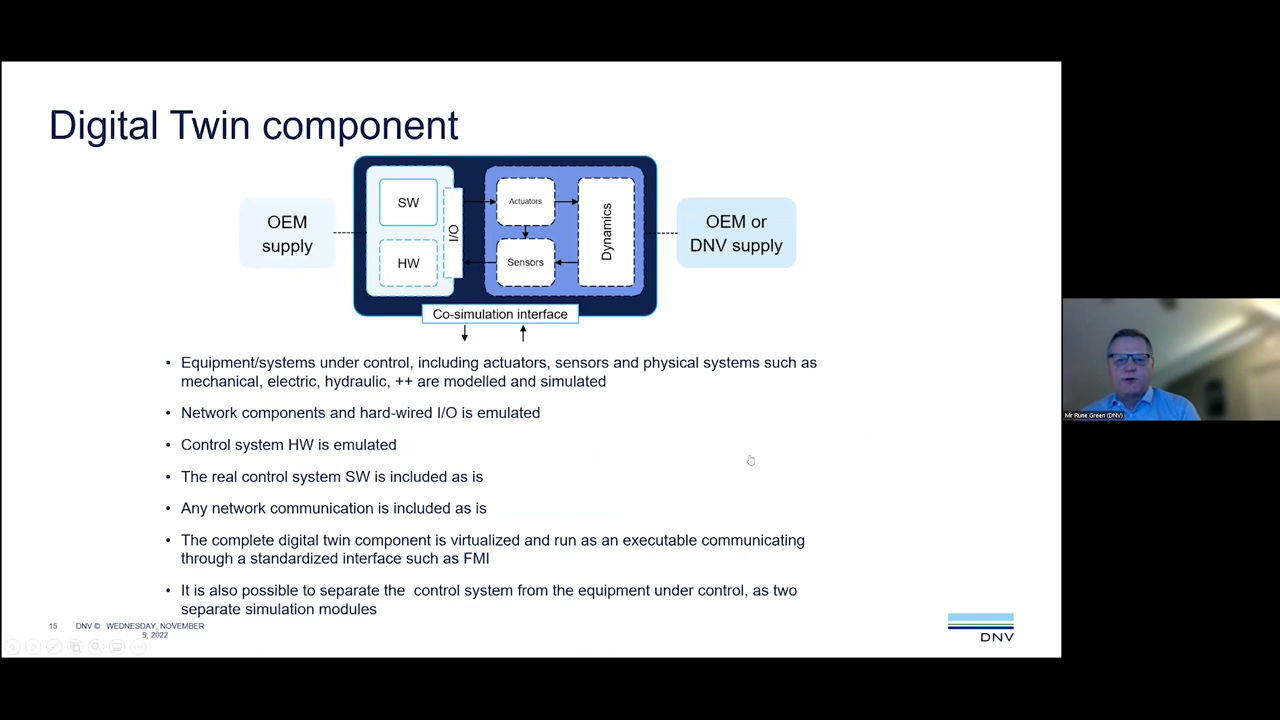 Digital Twin component
OEM
supply
SW
HW
I/O
Actuators
Sensors
Dynamics
OEM or
DNV supply
Co-simulation interface
• Equipment/systems under control, including actuators, sensors and physical systems such as
mechanical, electric, hydraulic, ++ are modelled and simulated
• Network components and hard-wired I/O is emulated
• Control system HW is emulated
• The real control system SW is included as is
• Any network communication is included as is
• The complete digital twin component is virtualized and run as an executable communicating
through a standardized interface such as FMI
• It is also possible to separate the control system from the equipment under control, as two
separate simulation modules
15 DNV © WEDNESDAY, NOVEMBER
9, 2022
DNV
Mr Rune Green (DNV)